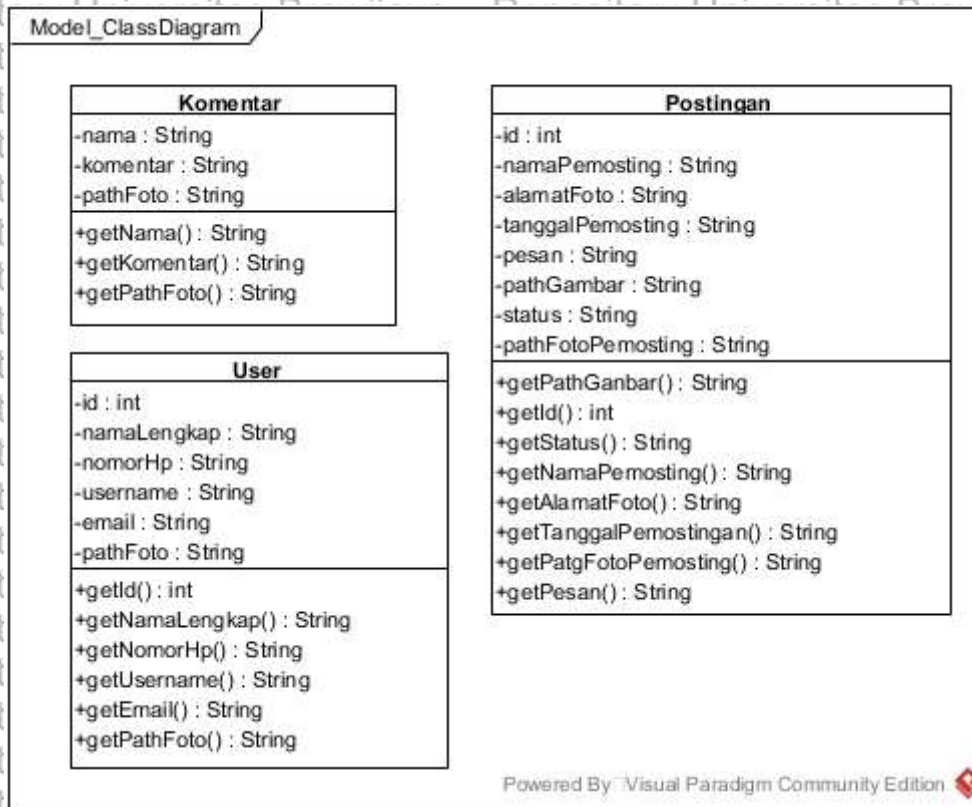 Model_ClassDiagram
Komentar
-nama : String
-komentar : String
-pathFoto : String
+getNama() : String
+getKomentar() : String
+getPathFoto() : String
User
-id : int
-namaLengkap : String
-nomorHp : String
-username : String
-email : String
-pathFoto : String
+getId() : int
+getNamaLengkap() : String
+getNomorHp() : String
+getUsername() : String
+getEmail() : String
+getPathFoto() : String
Postingan
-id : int
-namaPemosting : String
-alamatFoto : String
-tanggalPemosting : String
-pesan : String
-pathGambar : String
-status : String
-pathFotoPemosting : String
+getPathGanbar() : String
+getId() : int
+getStatus() : String
+getNamaPemosting() : String
+getAlamatFoto() : String
+getTanggalPemostingan() : String
+getPatgFotoPemosting() : String
+getPesan() : String
Powered By Visual Paradigm Community Edition